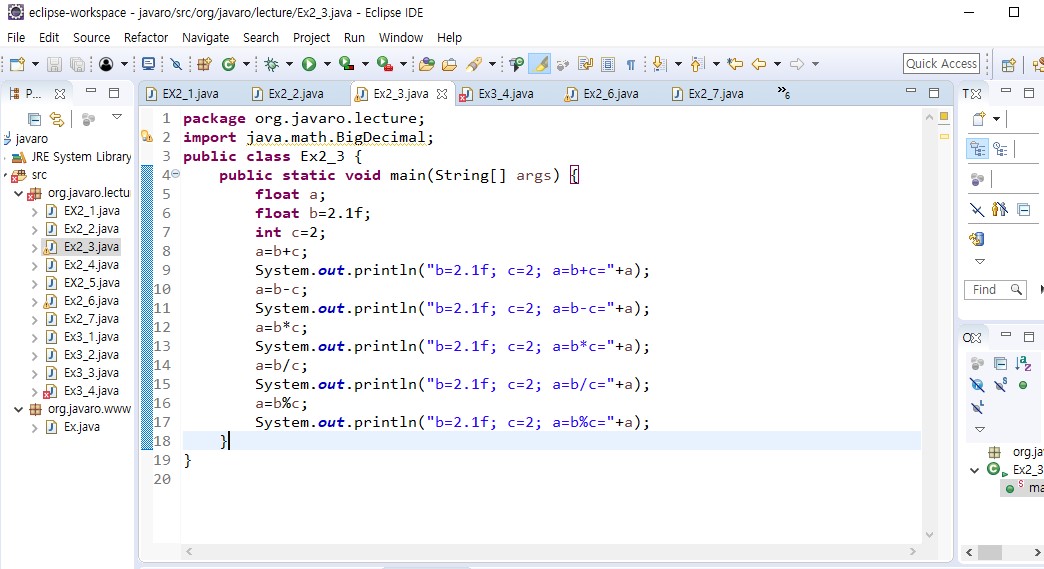 eclipse-workspace - javaro/src/org/javaro/lecture/Ex2_3.java - Eclipse IDE
File Edit Source Refactor Navigate Search Project Run Window Help
Quick Access
P... EX2_1.java Ex2_2.java Ex2_3.java Ex3_4.java Ex2_6.java Ex2_7.java »6 T
javaro
JRE System Library
src
org.javaro.lectu
EX2_1.java
EX2_2.java
Ex2_3.java
Ex2_4.java
EX2_5.java
Ex2_6.java
Ex2_7.java
Ex3_1.java
Ex3_2.java
Ex3_3.java
Ex3_4.java
org.javaro.www
Ex.java
1 package org.javaro.lecture;
2 import java.math.BigDecimal;
3 public class Ex2_3 {
4 public static void main(String[] args) {
5 float a;
6 float b=2.1f;
7 int c=2;
8 a=b+c;
9 System.out.println("b=2.1f; c=2; a=b+c="+a);
10 a=b-c;
11 System.out.println("b=2.1f; c=2; a=b-c="+a);
12 a=b*c;
13 System.out.println("b=2.1f; c=2; a=b*c="+a);
14 a=b/c;
15 System.out.println("b=2.1f; c=2; a=b/c="+a);
16 a=b%c;
17 System.out.println("b=2.1f; c=2; a=b%c="+a);
18 }
19 }
20
Find
org.ja
Ex2_3
ma